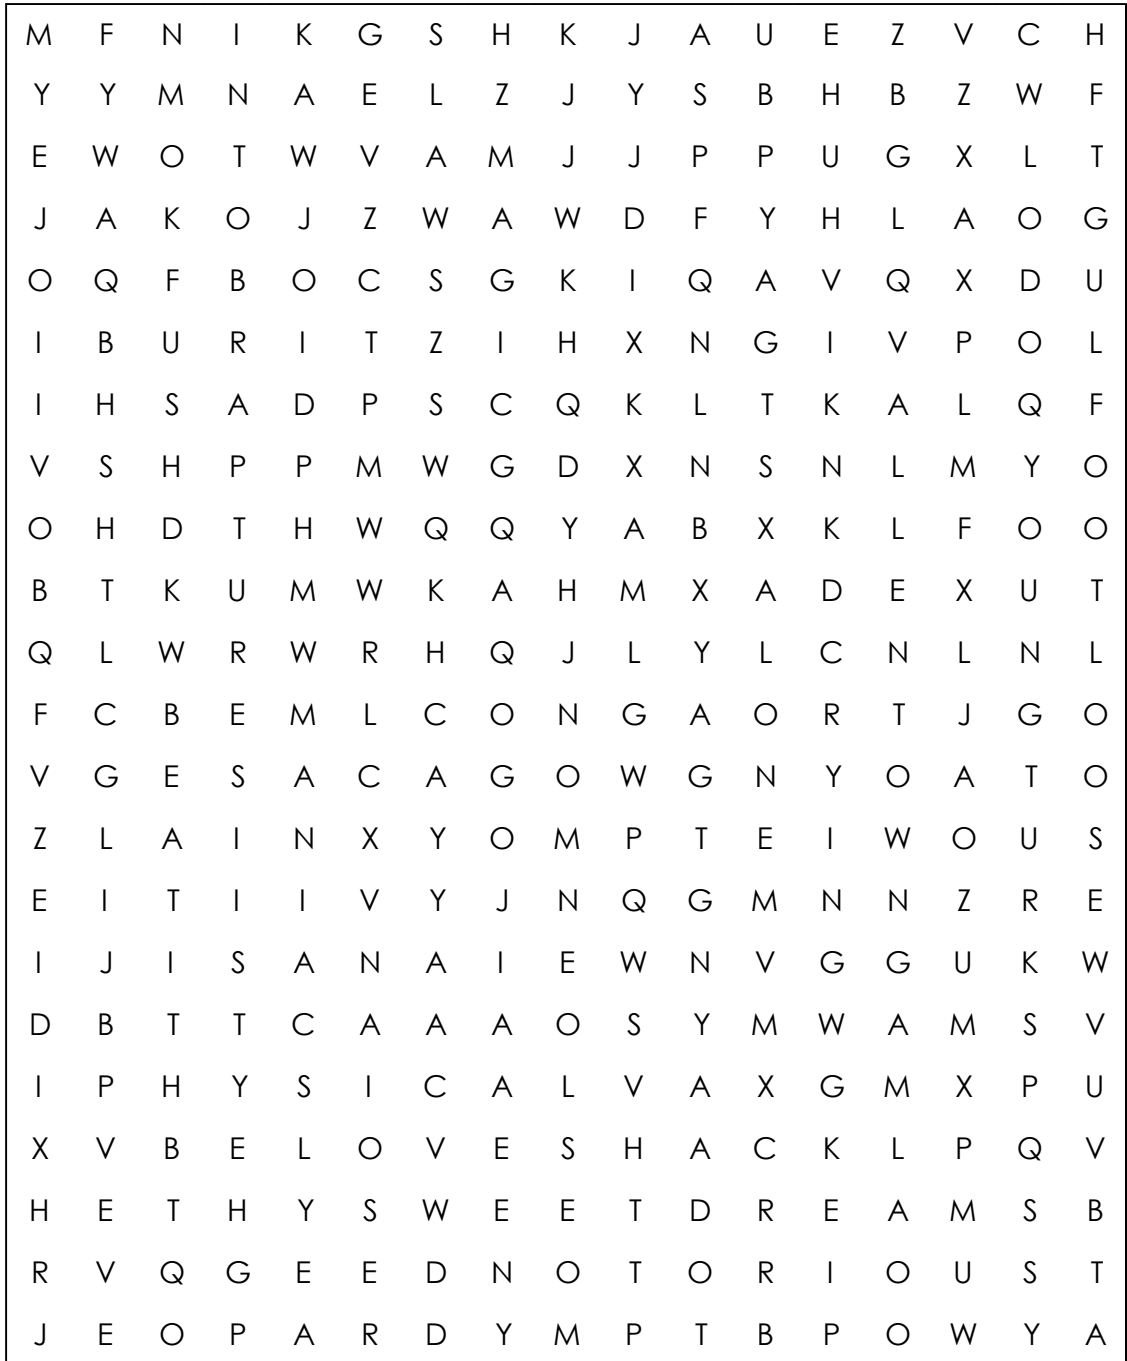 M F N I K G S H K J A U E Z V C H
Y Y M N A E L Z J Y S B H B Z W F
E W O T W V A M J J P P U G X L T
J A K O J Z W A W D F Y H L A O G
O Q F B O C S G K I Q A V Q X D U
I B U R I T Z I H X N G I V P O L
I H S A D P S C Q K L T K A L Q F
V S H P P M W G D X N S N L M Y O
O H D T H W Q Q Y A B X K L F O O
B T K U M W K A H M X A D E X U T
Q L W R W R H Q J L Y L C N L N L
F C B E M L C O N G A O R T J G O
V G E S A C A G O W G N Y O A T O
Z L A I N X Y O M P T E I W O U S
E I T I I V Y J N Q G M N N Z R E
I J I S A N A I E W N V G G U K W
D B T T C A A A O S Y M W A M S V
I P H Y S I C A L V A X G M X P U
X V B E L O V E S H A C K L P Q V
H E T H Y S W E E T D R E A M S B
R V Q G E E D N O T O R I O U S T
J E O P A R D Y M P T B P O W Y A